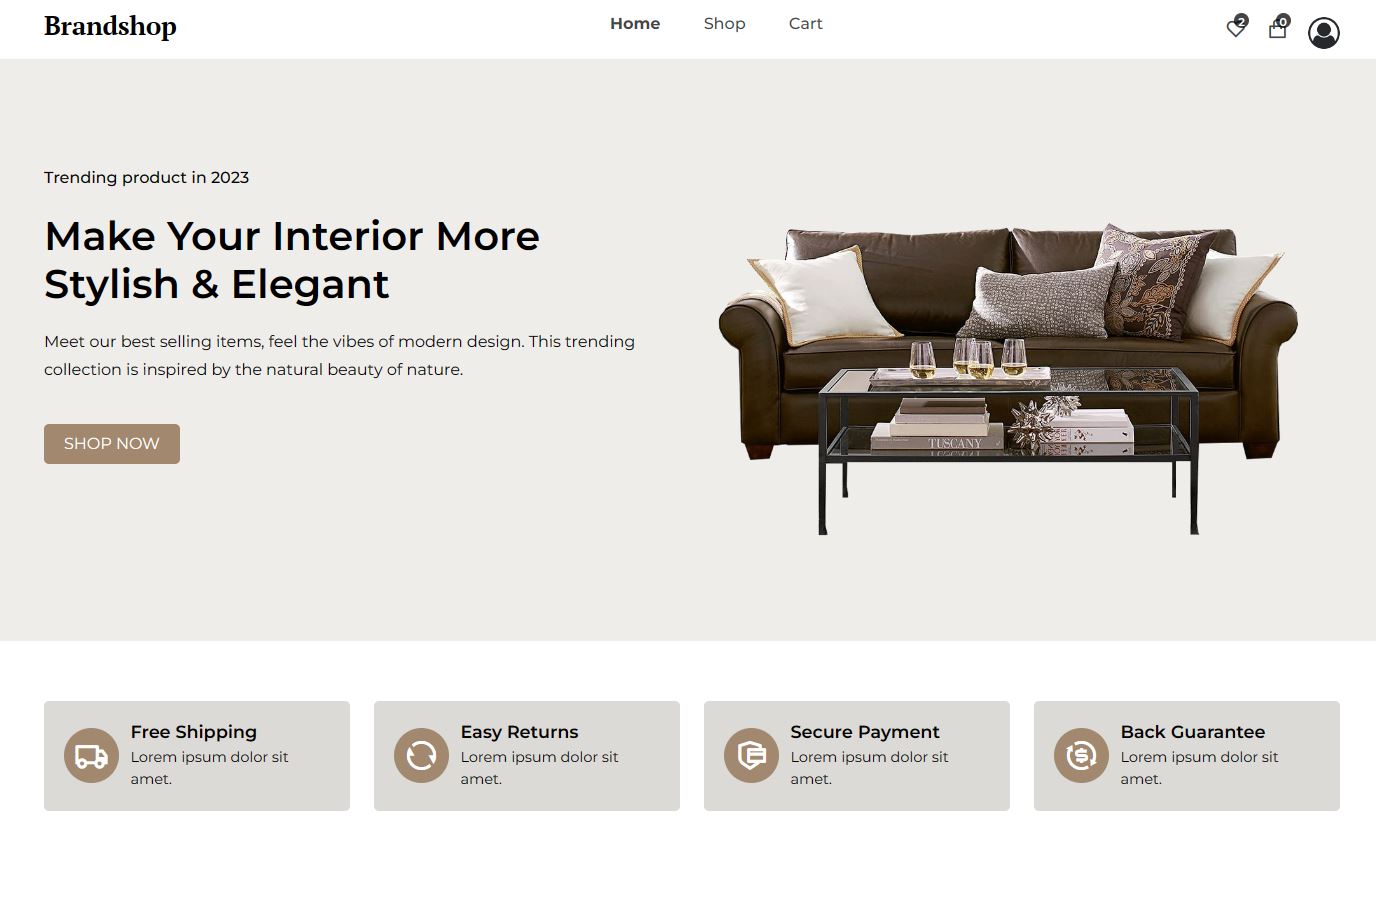 Brandshop
Home Shop Cart
2 0
Trending product in 2023
Make Your Interior More
Stylish & Elegant
Meet our best selling items, feel the vibes of modern design. This trending
collection is inspired by the natural beauty of nature.
SHOP NOW
TUSCANY
Free Shipping
Lorem ipsum dolor sit
amet.
Easy Returns
Lorem ipsum dolor sit
amet.
Secure Payment
Lorem ipsum dolor sit
amet.
Back Guarantee
Lorem ipsum dolor sit
amet.